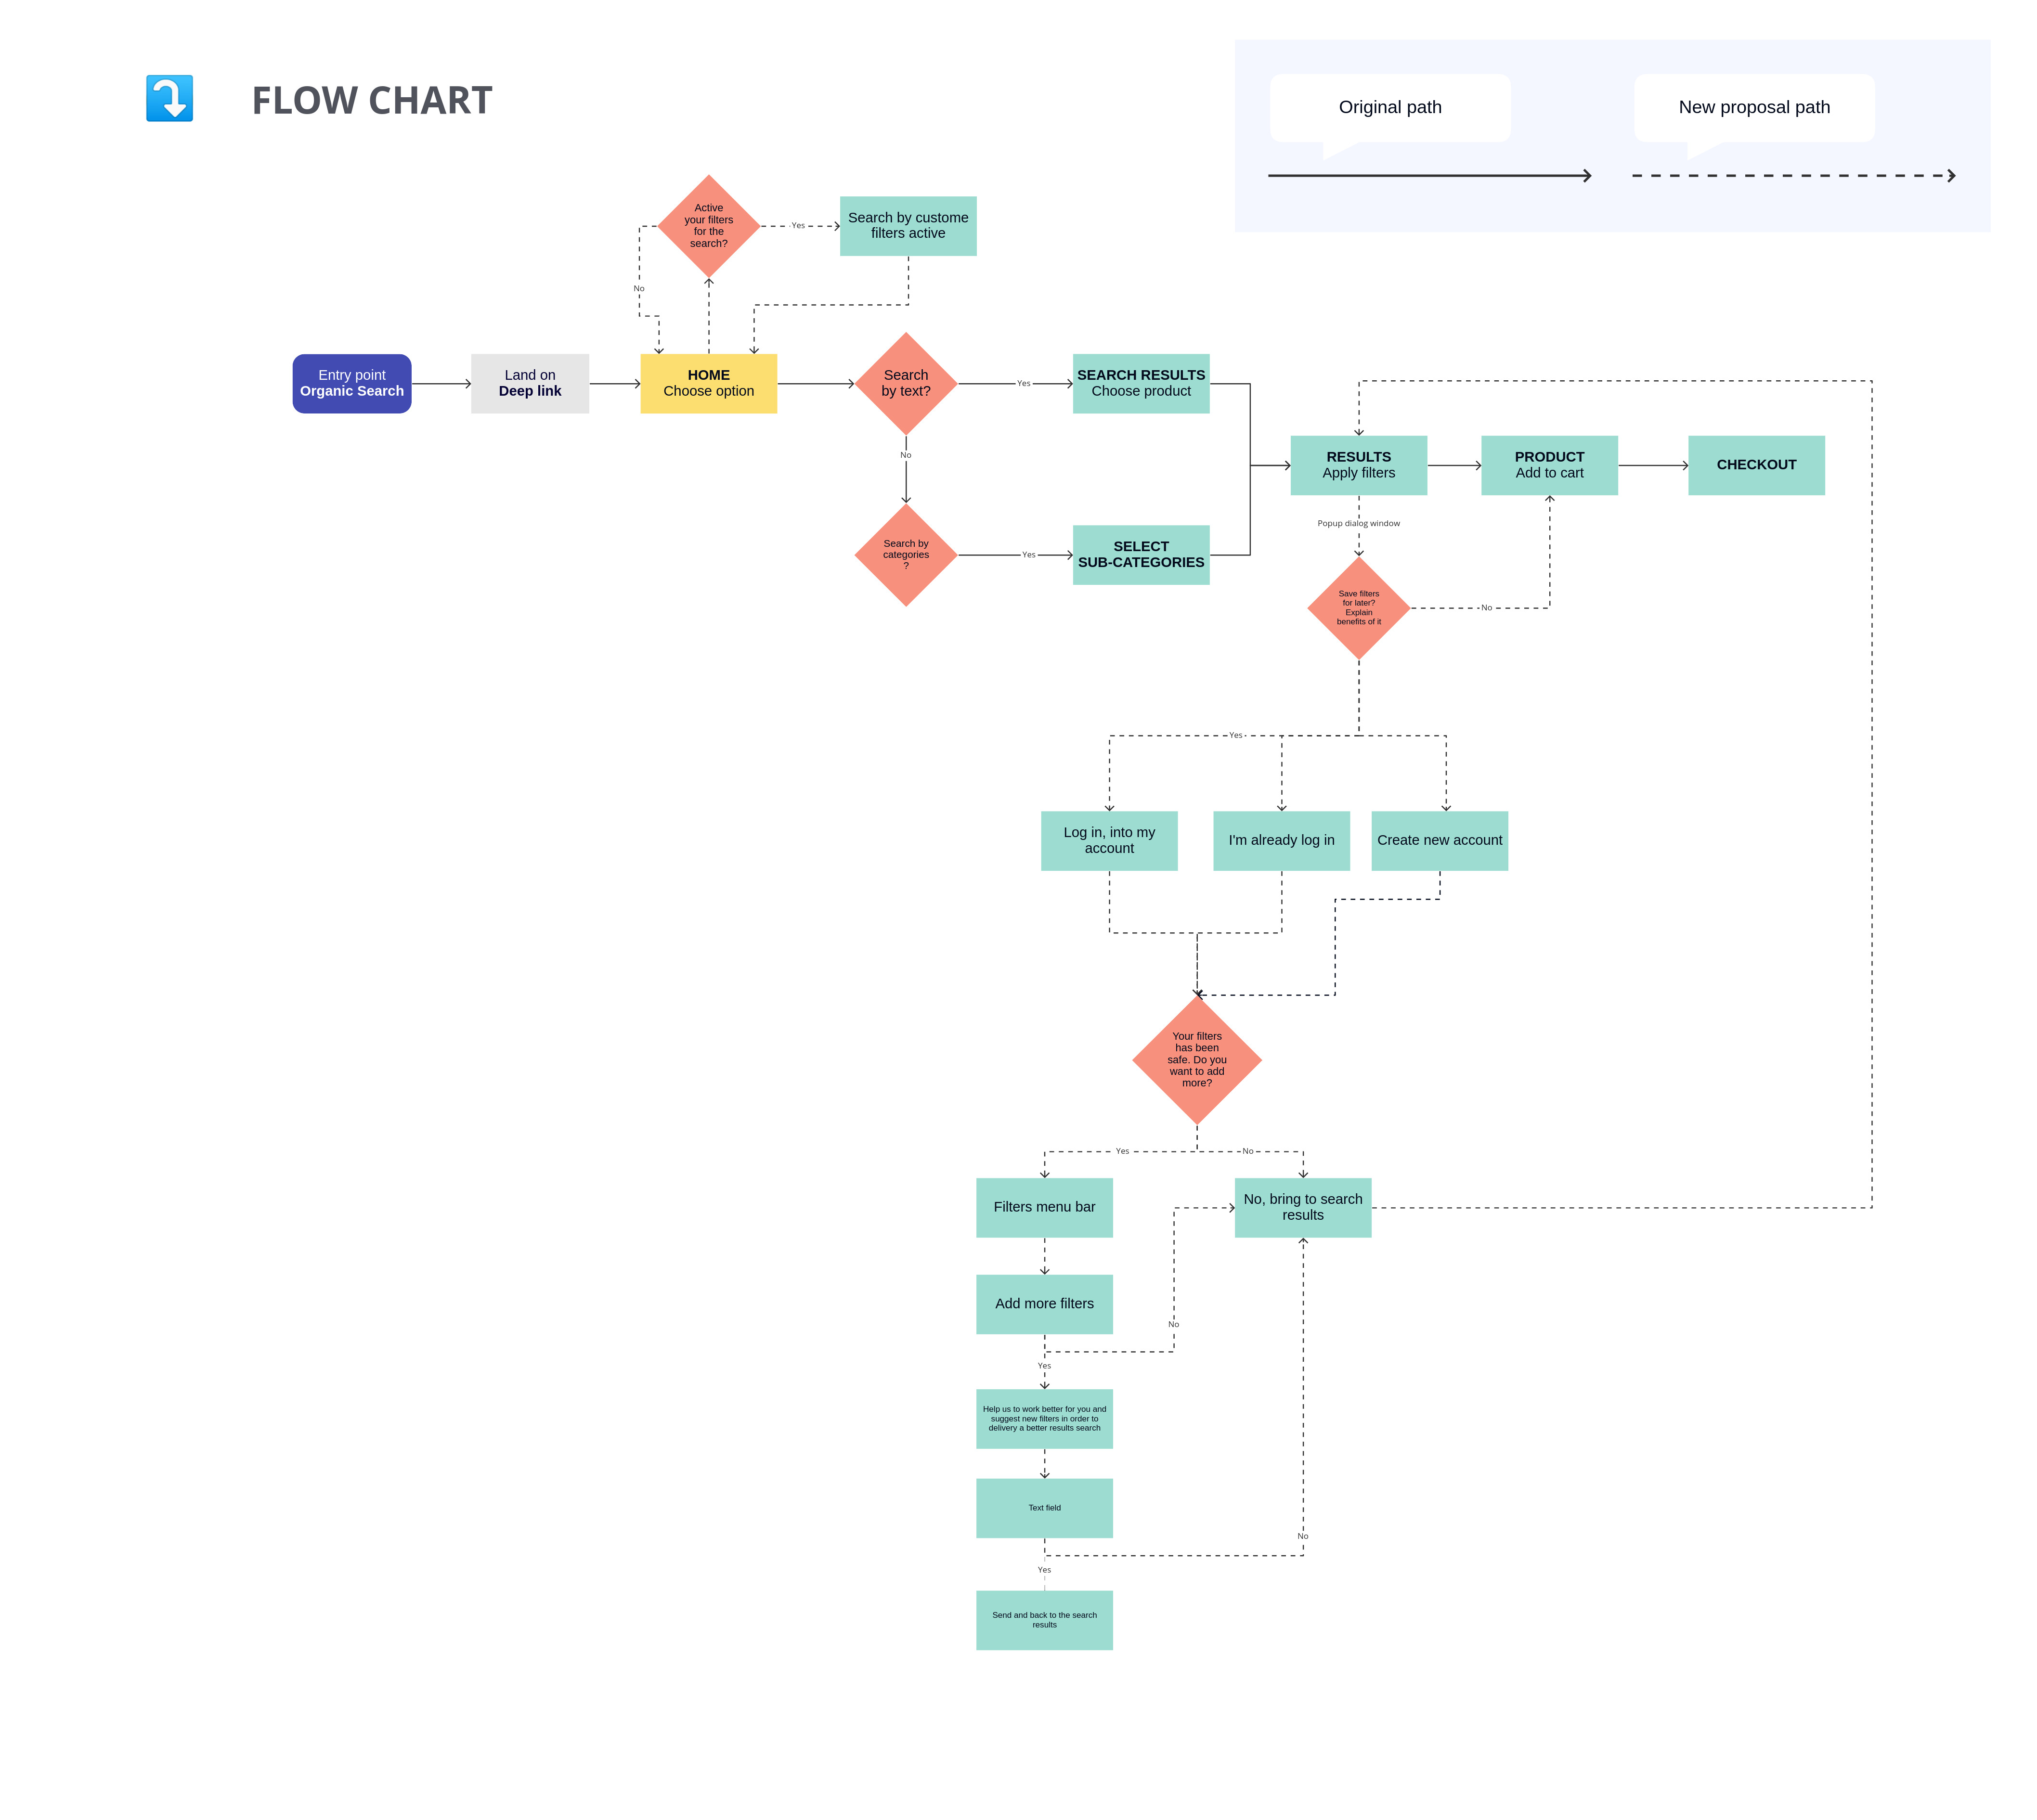 FLOW CHART
Original path
New proposal path
Active
your filters
for the
search?
Yes
Search by custome
filters active
No
Entry point
Organic Search
Land on
Deep link
HOME
Choose option
Search
by text?
Yes
SEARCH RESULTS
Choose product
No
RESULTS
Apply filters
PRODUCT
Add to cart
CHECKOUT
Search by
categories
?
Yes
SELECT
SUB-CATEGORIES
Popup dialog window
Save filters
for later?
Explain
benefits of it
No
Yes
Log in, into my
account
I'm already log in
Create new account
Your filters
has been
safe. Do you
want to add
more?
Yes
No
Filters menu bar
No, bring to search
results
Add more filters
No
Yes
Help us to work better for you and
suggest new filters in order to
delivery a better results search
Text field
No
Yes
Send and back to the search
results